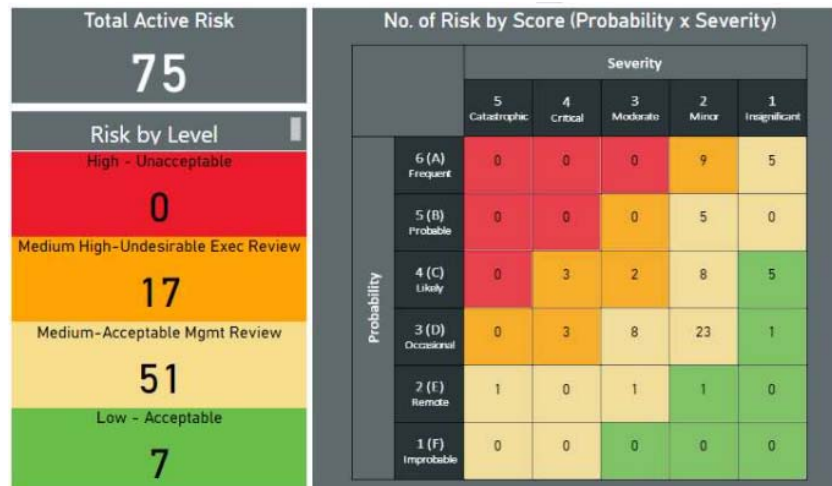 Total Active Risk
75
Risk by Level
High - Unacceptable
0
Medium High-Undesirable Exec Review
17
Medium-Acceptable Mgmt Review
51
Low - Acceptable
7
No. of Risk by Score (Probability x Severity)
Severity
5 4 3 2 1
Catastrophic Critical Moderate Minor Insignificant
Probability
6 (A)
Frequent
0 0 0 9 5
5 (B)
Probable
0 0 0 5 0
4 (C)
Likely
0 3 2 8 5
3 (D)
Occasional
0 3 8 23 1
2 (E)
Remote
1 0 1 1 0
1 (F)
Improbable
0 0 0 0 0